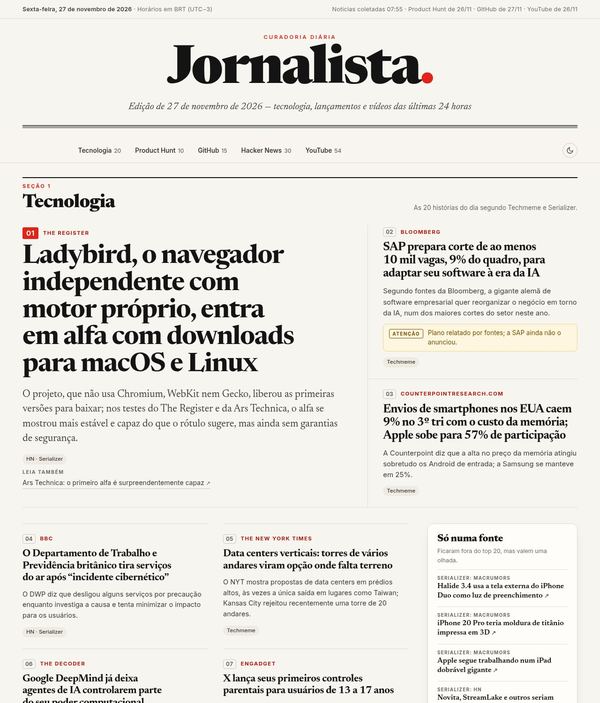 Sexta-feira, 27 de novembro de 2026 · Horários em BRT (UTC−3)
Notícias coletadas 07:55 · Product Hunt de 26/11 · GitHub de 27/11 · YouTube de 26/11
CURADORIA DIÁRIA
Jornalista.
Edição de 27 de novembro de 2026 — tecnologia, lançamentos e vídeos das últimas 24 horas
Tecnologia 20 Product Hunt 10 GitHub 15 Hacker News 30 YouTube 54
SEÇÃO 1
Tecnologia
As 20 histórias do dia segundo Techmeme e Serializer.
01 THE REGISTER
Ladybird, o navegador
independente com
motor próprio, entra
em alfa com downloads
para macOS e Linux
O projeto, que não usa Chromium, WebKit nem Gecko, liberou as primeiras
versões para baixar; nos testes do The Register e da Ars Technica, o alfa se
mostrou mais estável e capaz do que o rótulo sugere, mas ainda sem garantias
de segurança.
HN · Serializer
LEIA TAMBÉM
Ars Technica: o primeiro alfa é surpreendentemente capaz ↗
02 BLOOMBERG
SAP prepara corte de ao menos
10 mil vagas, 9% do quadro, para
adaptar seu software à era da IA
Segundo fontes da Bloomberg, a gigante alemã de
software empresarial quer reorganizar o negócio em torno
da IA, num dos maiores cortes do setor neste ano.
ATENÇÃO Plano relatado por fontes; a SAP ainda não o
anunciou.
Techmeme
03 COUNTERPOINTRESEARCH.COM
Envios de smartphones nos EUA caem
9% no 3º tri com o custo da memória;
Apple sobe para 57% de participação
A Counterpoint diz que a alta no preço da memória atingiu
sobretudo os Android de entrada; a Samsung se manteve
em 25%.
Techmeme
04 BBC
O Departamento de Trabalho e
Previdência britânico tira serviços
do ar após “incidente cibernético”
O DWP diz que desligou alguns serviços por precaução
enquanto investiga a causa e tenta minimizar o impacto
para os usuários.
HN · Serializer
05 THE NEW YORK TIMES
Data centers verticais: torres de vários
andares viram opção onde falta terreno
O NYT mostra propostas de data centers em prédios
altos, às vezes a única saída em lugares como Taiwan;
Kansas City rejeitou recentemente uma torre de 20
andares.
Techmeme
Só numa fonte
Ficaram fora do top 20, mas valem uma
olhada.
SERIALIZER: MACRUMORS
Halide 3.4 usa a tela externa do iPhone
Duo como luz de preenchimento ↗
SERIALIZER: MACRUMORS
iPhone 20 Pro teria moldura de titânio
impressa em 3D ↗
SERIALIZER: MACRUMORS
Apple segue trabalhando num iPad
dobrável gigante ↗
SERIALIZER: HN
Novita, StreamLake e outros seriam
06 THE DECODER
Google DeepMind já deixa
agentes de IA controlarem parte
do seu poder computacional
07 ENGADGET
X lança seus primeiros controles
parentais para usuários de 13 a 17 anos